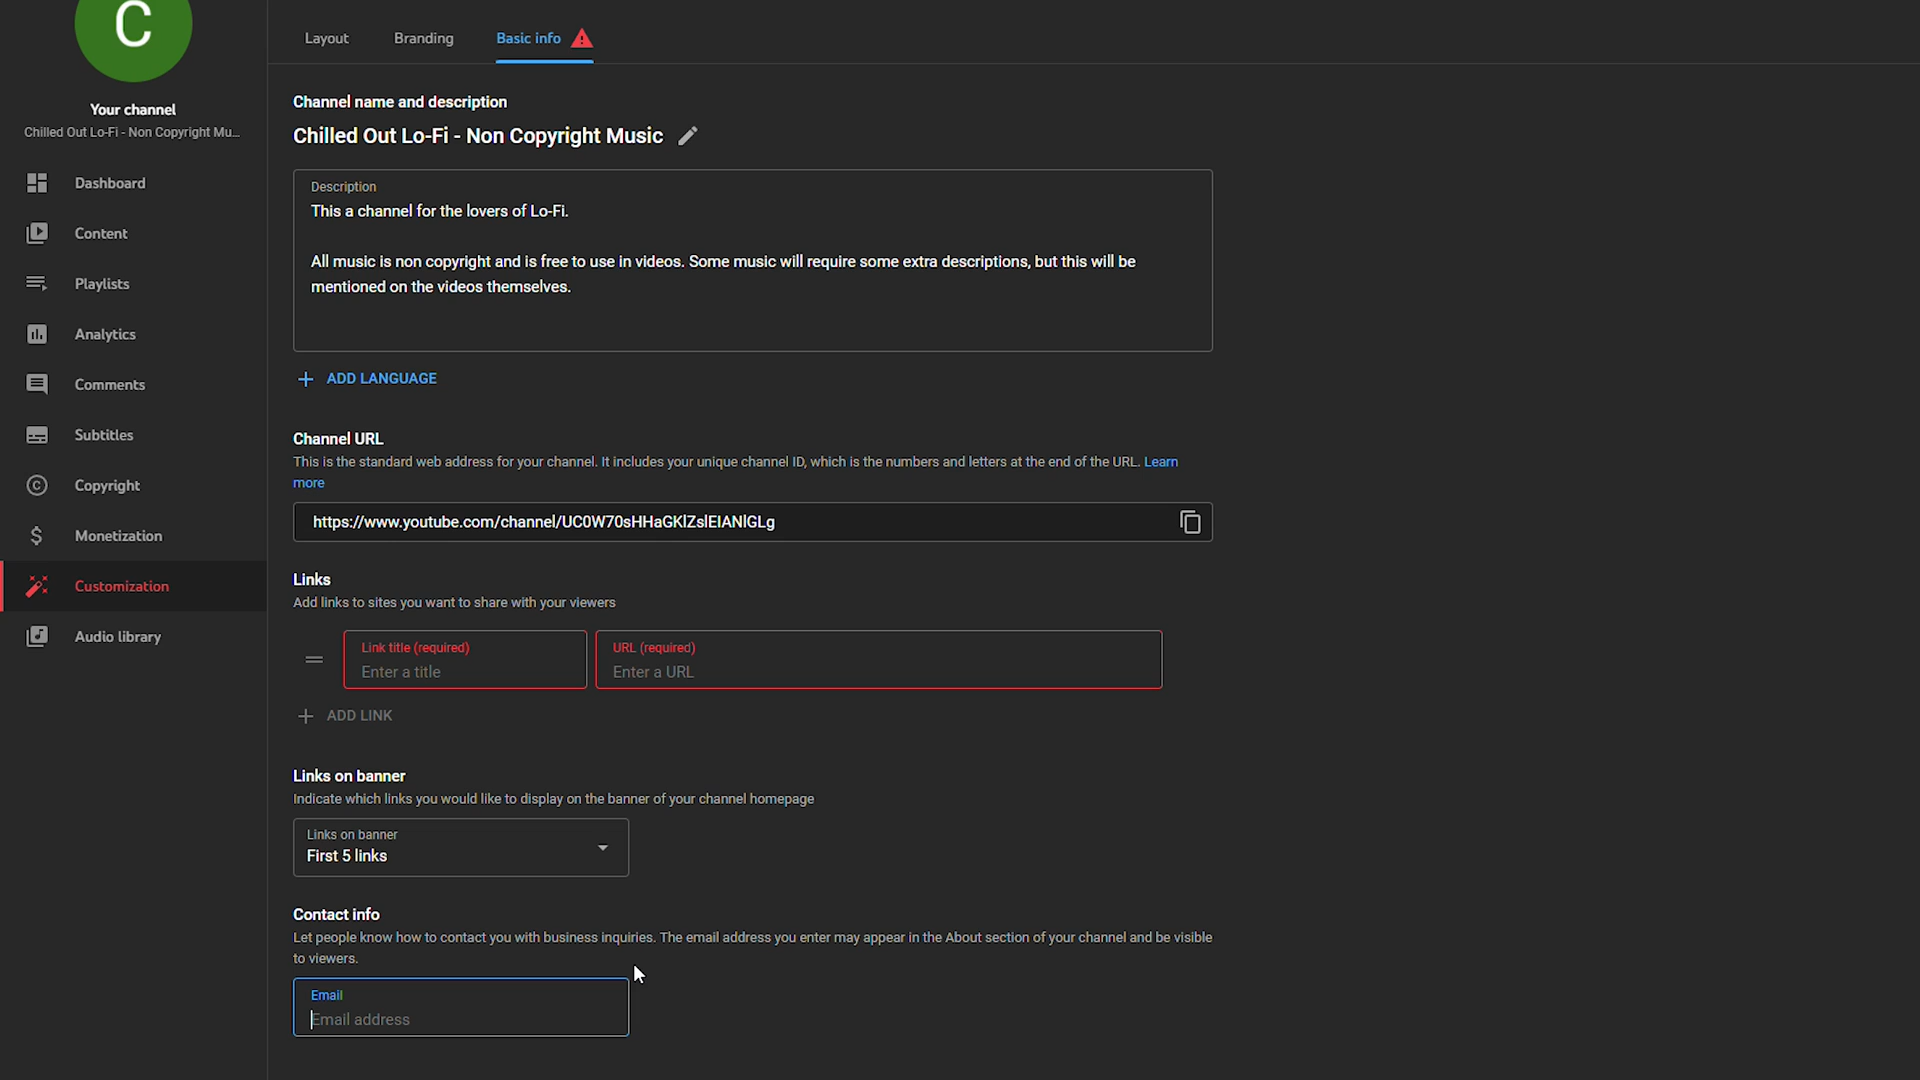 C
Your channel
Chilled Out Lo-Fi - Non Copyright Mu...
Dashboard
Content
Playlists
Analytics
Comments
Subtitles
Copyright
Monetization
Customization
Audio library
Layout
Branding
Basic info
Channel name and description
Chilled Out Lo-Fi - Non Copyright Music
Description
This a channel for the lovers of Lo-Fi.
All music is non copyright and is free to use in videos. Some music will require some extra descriptions, but this will be
mentioned on the videos themselves.
ADD LANGUAGE
Channel URL
This is the standard web address for your channel. It includes your unique channel ID, which is the numbers and letters at the end of the URL. Learn
more
https://www.youtube.com/channel/UC0W70sHHaGKlZslEIANlGLg
Links
Add links to sites you want to share with your viewers
Link title (required)
Enter a title
URL (required)
Enter a URL
ADD LINK
Links on banner
Indicate which links you would like to display on the banner of your channel homepage
Links on banner
First 5 links
Contact info
Let people know how to contact you with business inquiries. The email address you enter may appear in the About section of your channel and be visible
to viewers.
Email
Email address